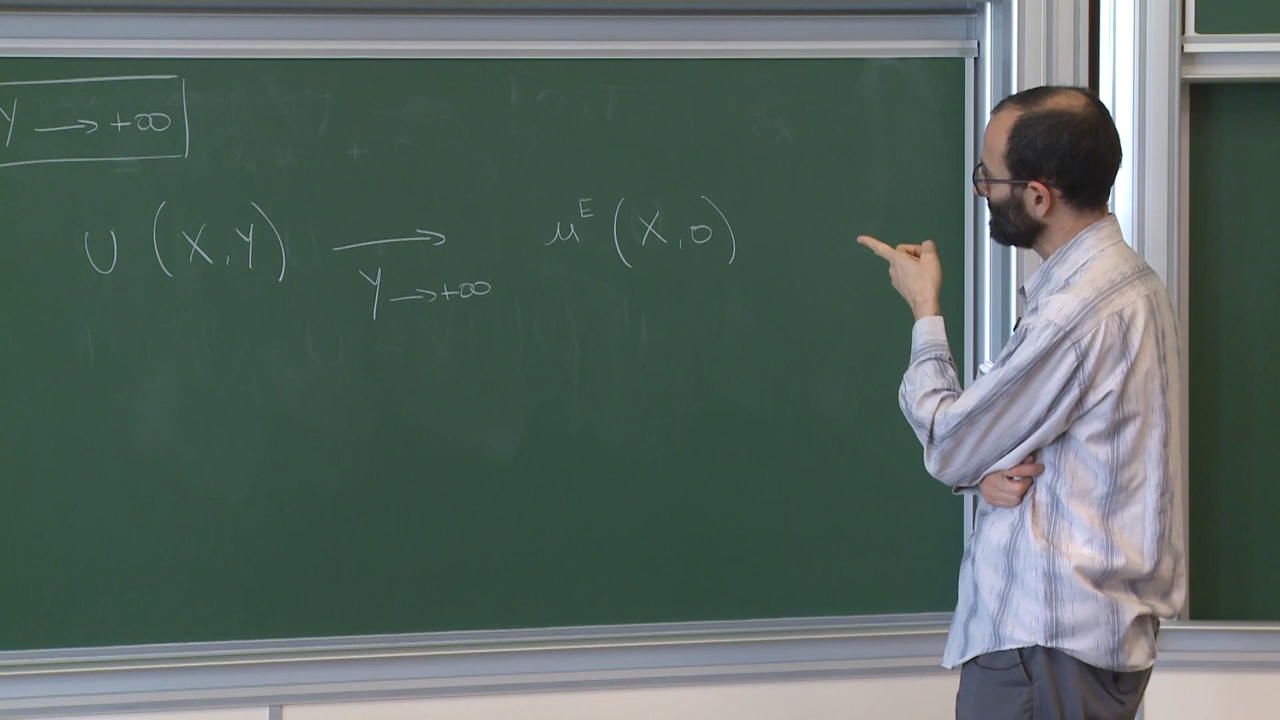 Y → +∞
U (X,Y) → u^E (X,0)
Y → +∞